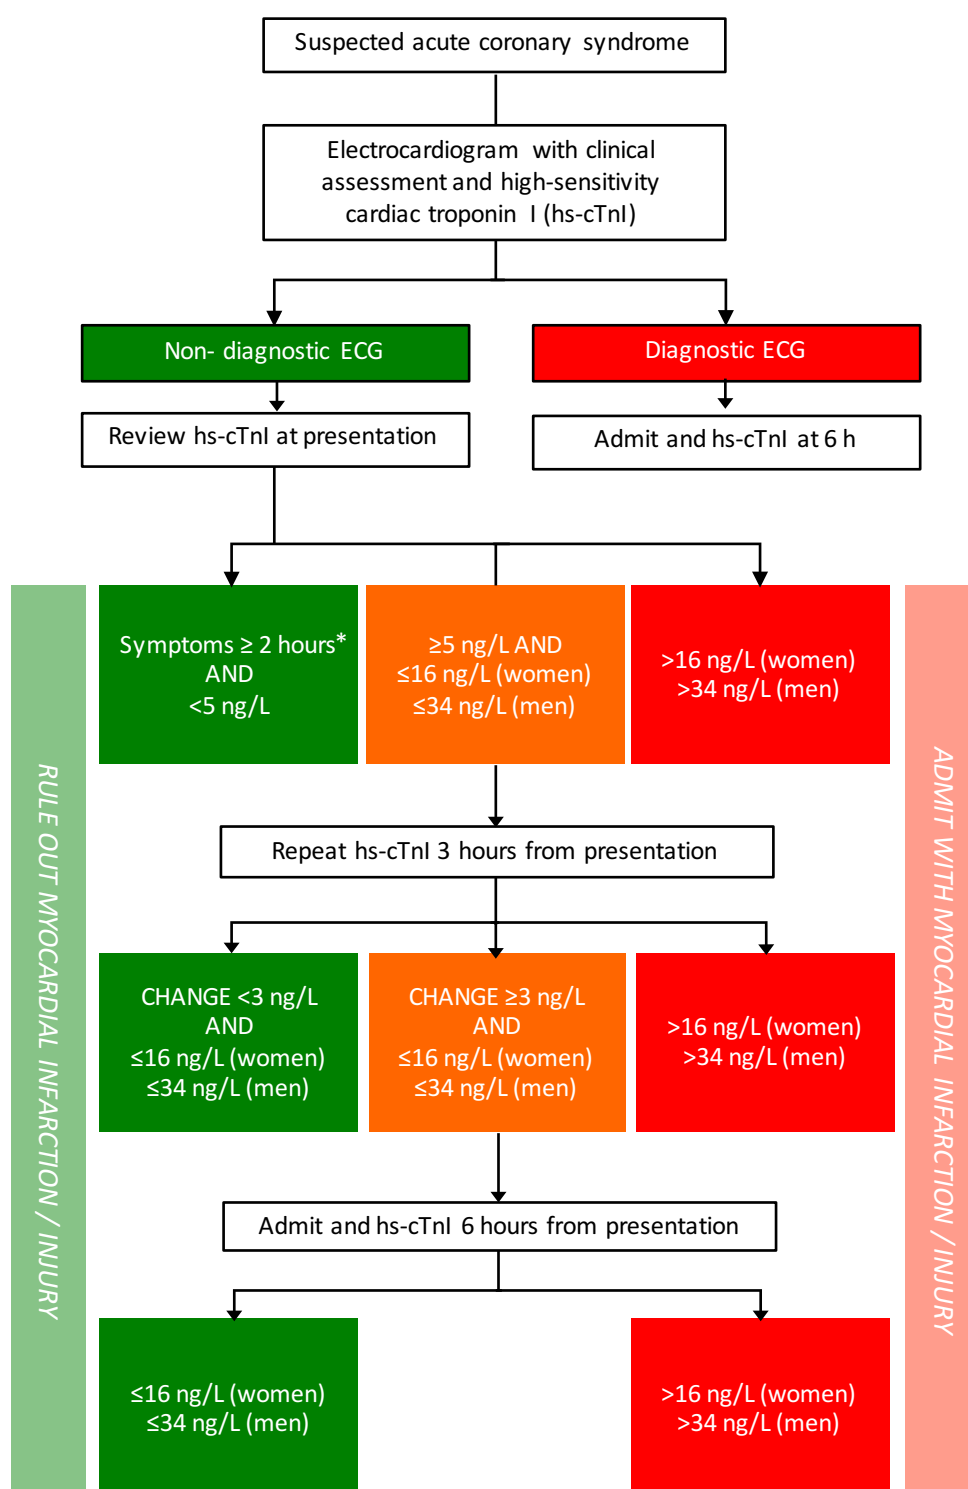 Suspected acute coronary syndrome
Electrocardiogram with clinical
assessment and high-sensitivity
cardiac troponin I (hs-cTnI)
Non- diagnostic ECG
Diagnostic ECG
Review hs-cTnI at presentation
Admit and hs-cTnI at 6 h
Symptoms ≥ 2 hours*
AND
<5 ng/L
≥5 ng/L AND
≤16 ng/L (women)
≤34 ng/L (men)
>16 ng/L (women)
>34 ng/L (men)
Repeat hs-cTnI 3 hours from presentation
CHANGE <3 ng/L
AND
≤16 ng/L (women)
≤34 ng/L (men)
CHANGE ≥3 ng/L
AND
≤16 ng/L (women)
≤34 ng/L (men)
>16 ng/L (women)
>34 ng/L (men)
Admit and hs-cTnI 6 hours from presentation
≤16 ng/L (women)
≤34 ng/L (men)
>16 ng/L (women)
>34 ng/L (men)
RULE OUT MYOCARDIAL INFARCTION / INJURY
ADMIT WITH MYOCARDIAL INFARCTION / INJURY